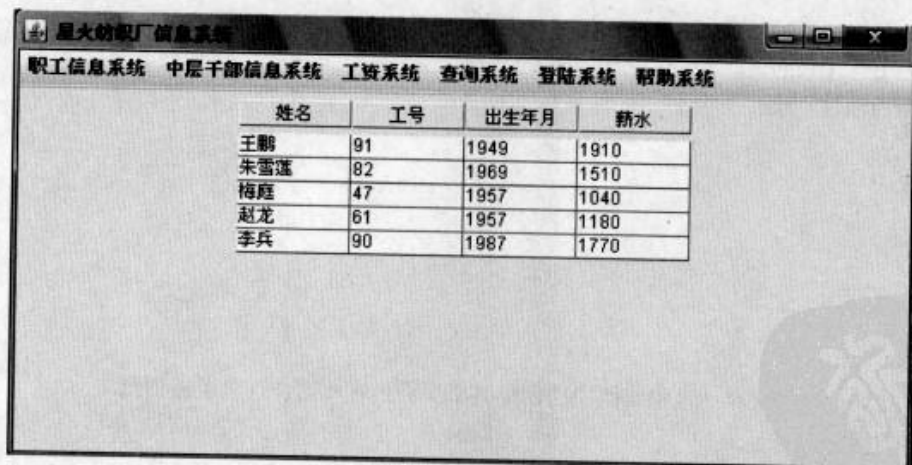 星火纺织厂信息系统
职工信息系统 中层干部信息系统 工资系统 查询系统 登陆系统 帮助系统
姓名 工号 出生年月 薪水
王鹏 91 1949 1910
朱雪莲 82 1969 1510
梅庭 47 1957 1040
赵龙 61 1957 1180
李兵 90 1987 1770